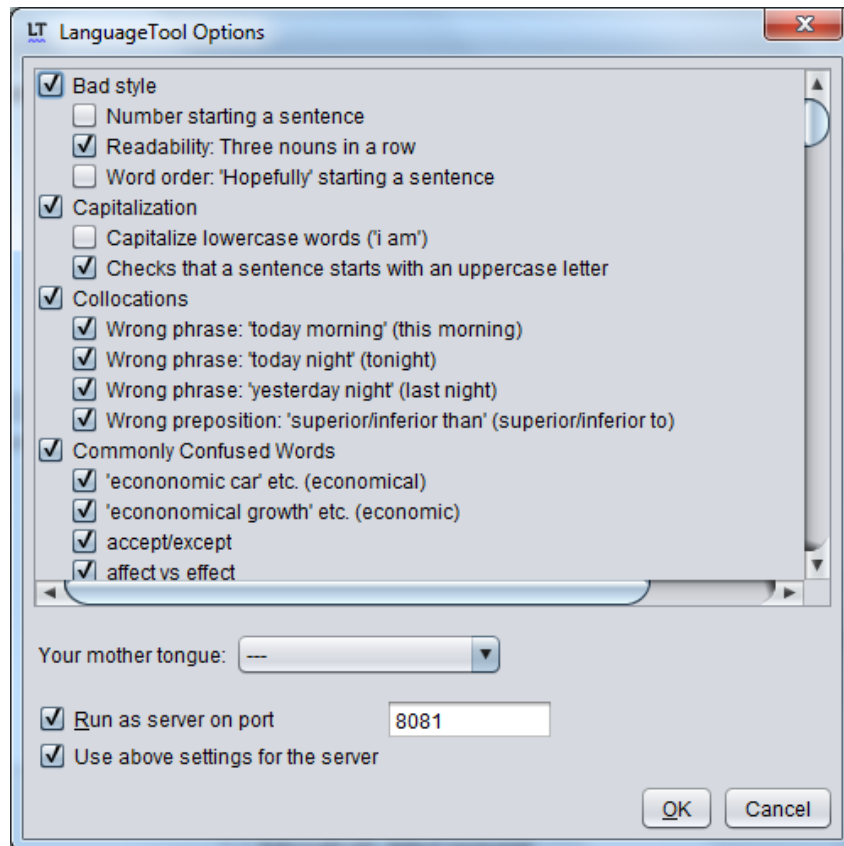 LT LanguageTool Options
Bad style
Number starting a sentence
Readability: Three nouns in a row
Word order: 'Hopefully' starting a sentence
Capitalization
Capitalize lowercase words ('i am')
Checks that a sentence starts with an uppercase letter
Collocations
Wrong phrase: 'today morning' (this morning)
Wrong phrase: 'today night' (tonight)
Wrong phrase: 'yesterday night' (last night)
Wrong preposition: 'superior/inferior than' (superior/inferior to)
Commonly Confused Words
'econonomic car' etc. (economical)
'econonomical growth' etc. (economic)
accept/except
affect vs effect
Your mother tongue: ---
Run as server on port 8081
Use above settings for the server
OK Cancel